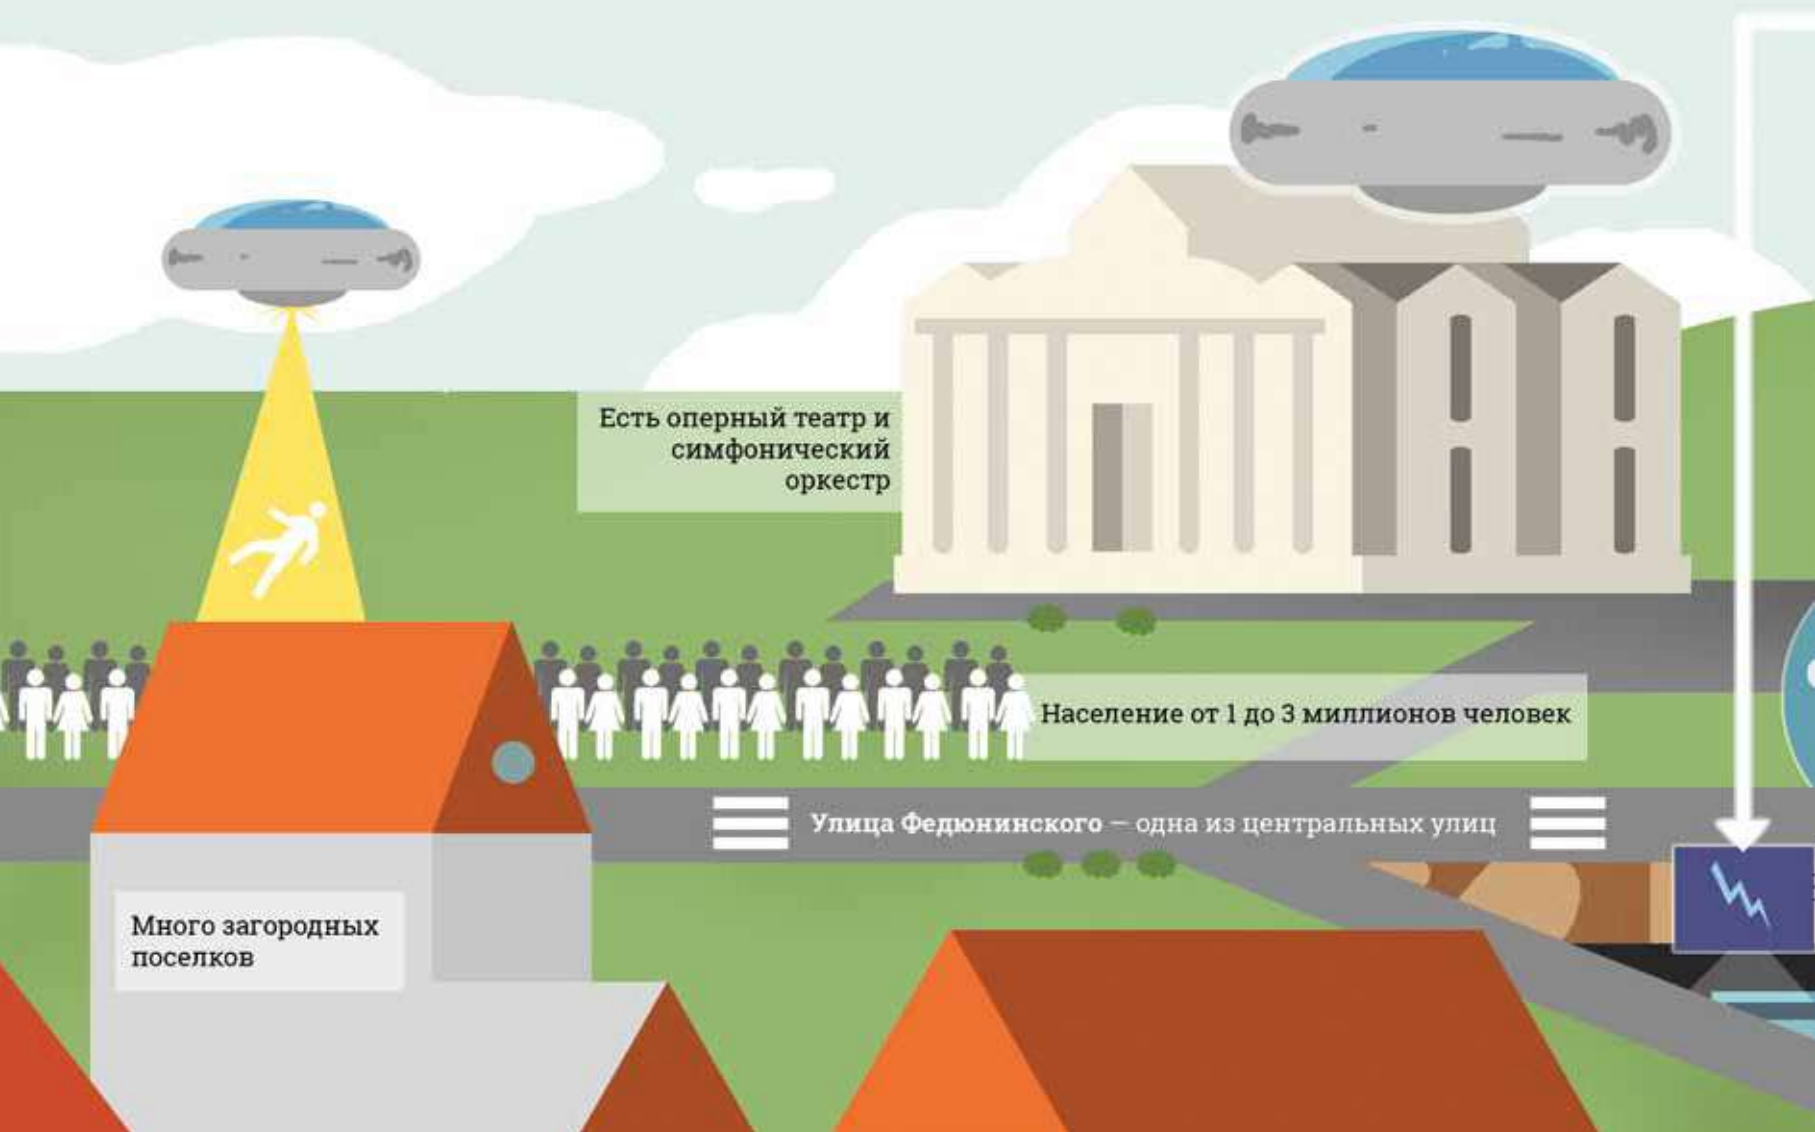 Есть оперный театр и
симфонический
оркестр
Население от 1 до 3 миллионов человек
Улица Федюнинского — одна из центральных улиц
Много загородных
поселков